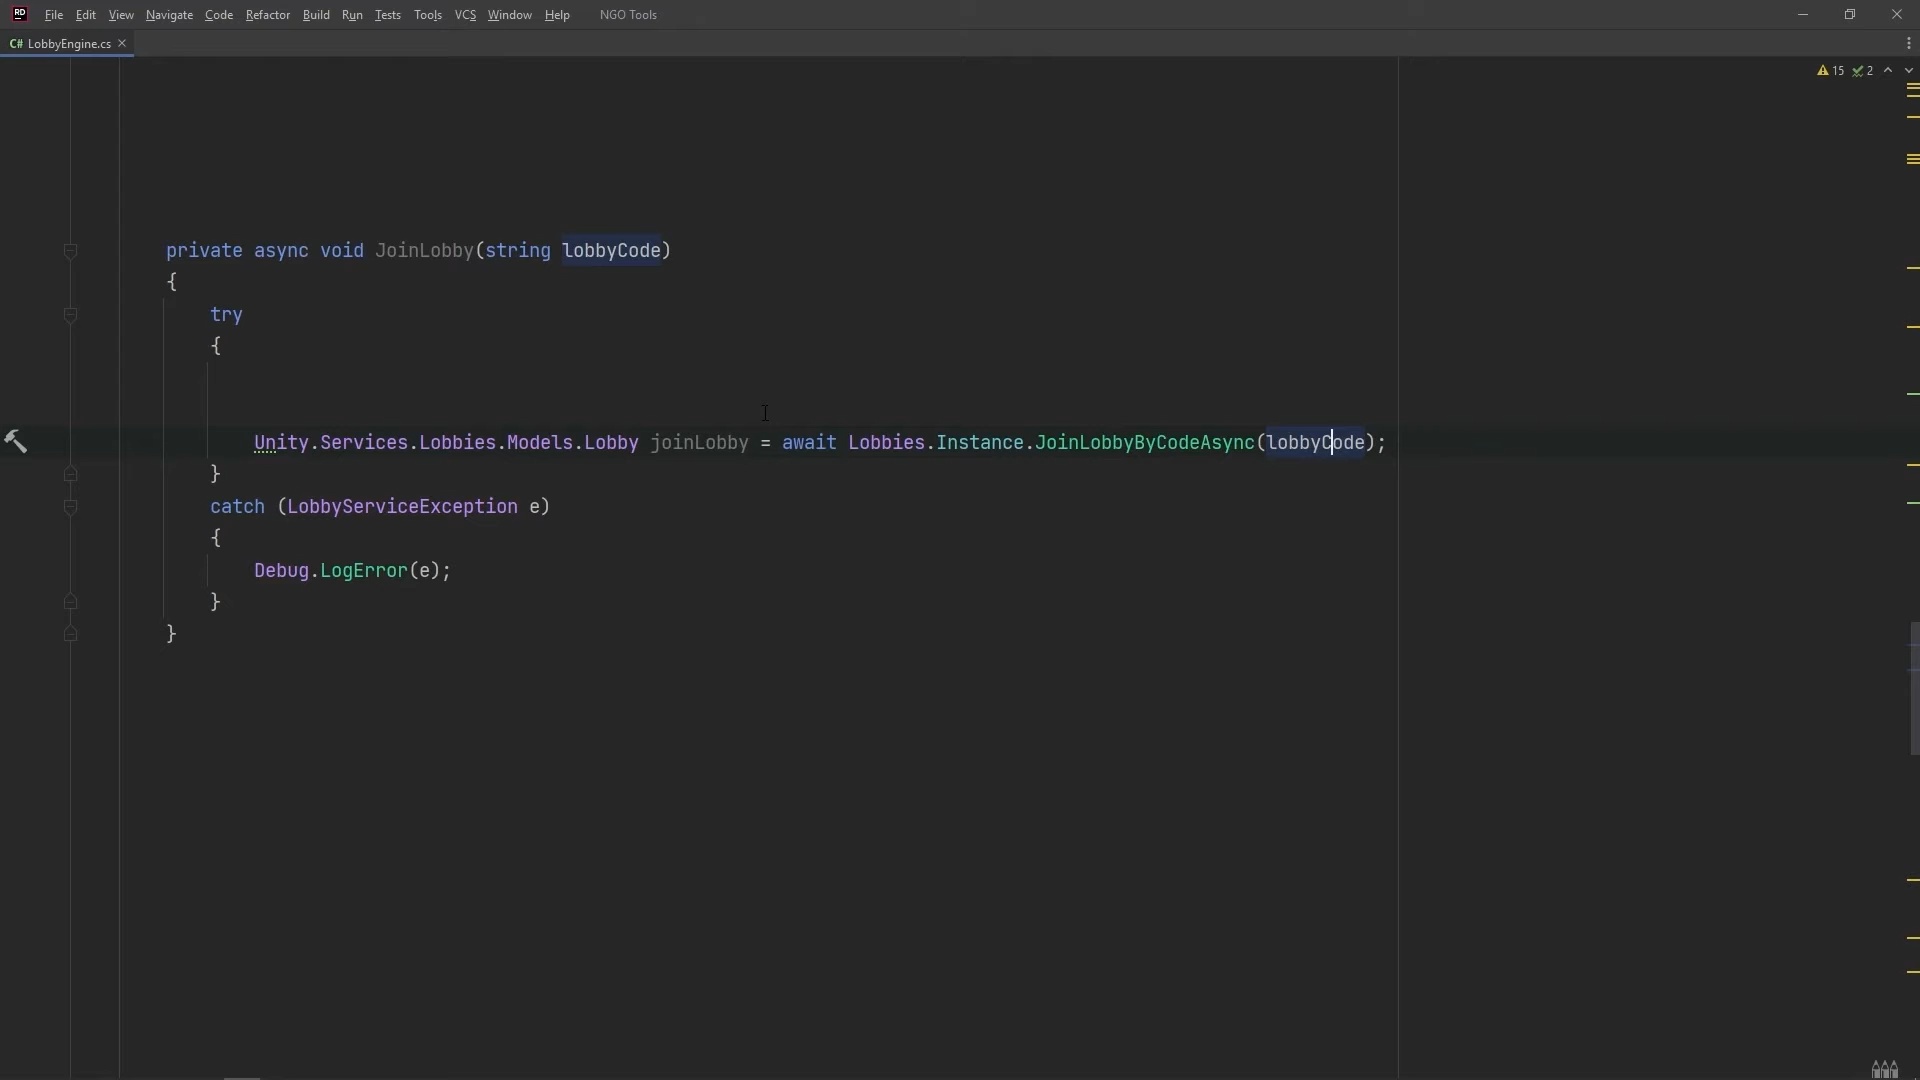 RD File Edit View Navigate Code Refactor Build Run Tests Tools VCS Window Help NGO Tools
C# LobbyEngine.cs
15 2
private async void JoinLobby(string lobbyCode)
{
try
{
Unity.Services.Lobbies.Models.Lobby joinLobby = await Lobbies.Instance.JoinLobbyByCodeAsync(lobbyCode);
}
catch (LobbyServiceException e)
{
Debug.LogError(e);
}
}